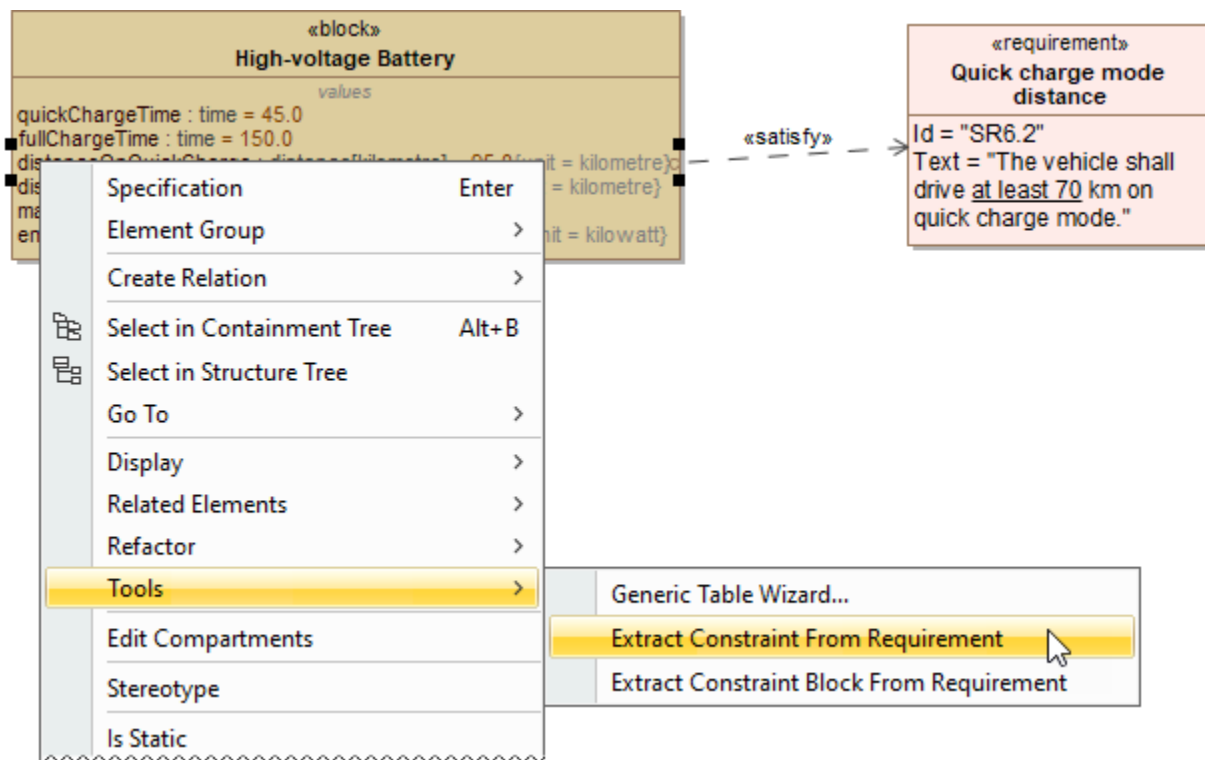 «block»
High-voltage Battery
values
quickChargeTime : time = 45.0
fullChargeTime : time = 150.0
= kilometre}
= kilometre}
= kilowatt}
«satisfy»
«requirement»
Quick charge mode
distance
Id = "SR6.2"
Text = "The vehicle shall
drive at least 70 km on
quick charge mode."
Specification Enter
Element Group
Create Relation
Select in Containment Tree Alt+B
Select in Structure Tree
Go To
Display
Related Elements
Refactor
Tools
Edit Compartments
Stereotype
Is Static
Generic Table Wizard...
Extract Constraint From Requirement
Extract Constraint Block From Requirement